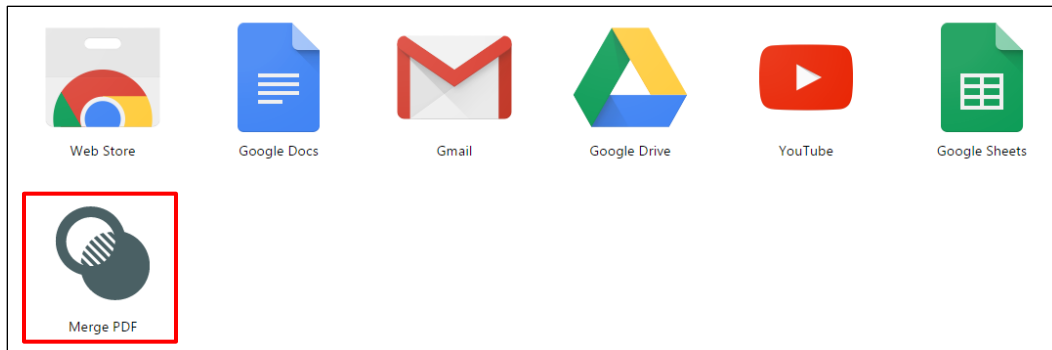 Web Store
Google Docs
Gmail
Google Drive
YouTube
Google Sheets
Merge PDF